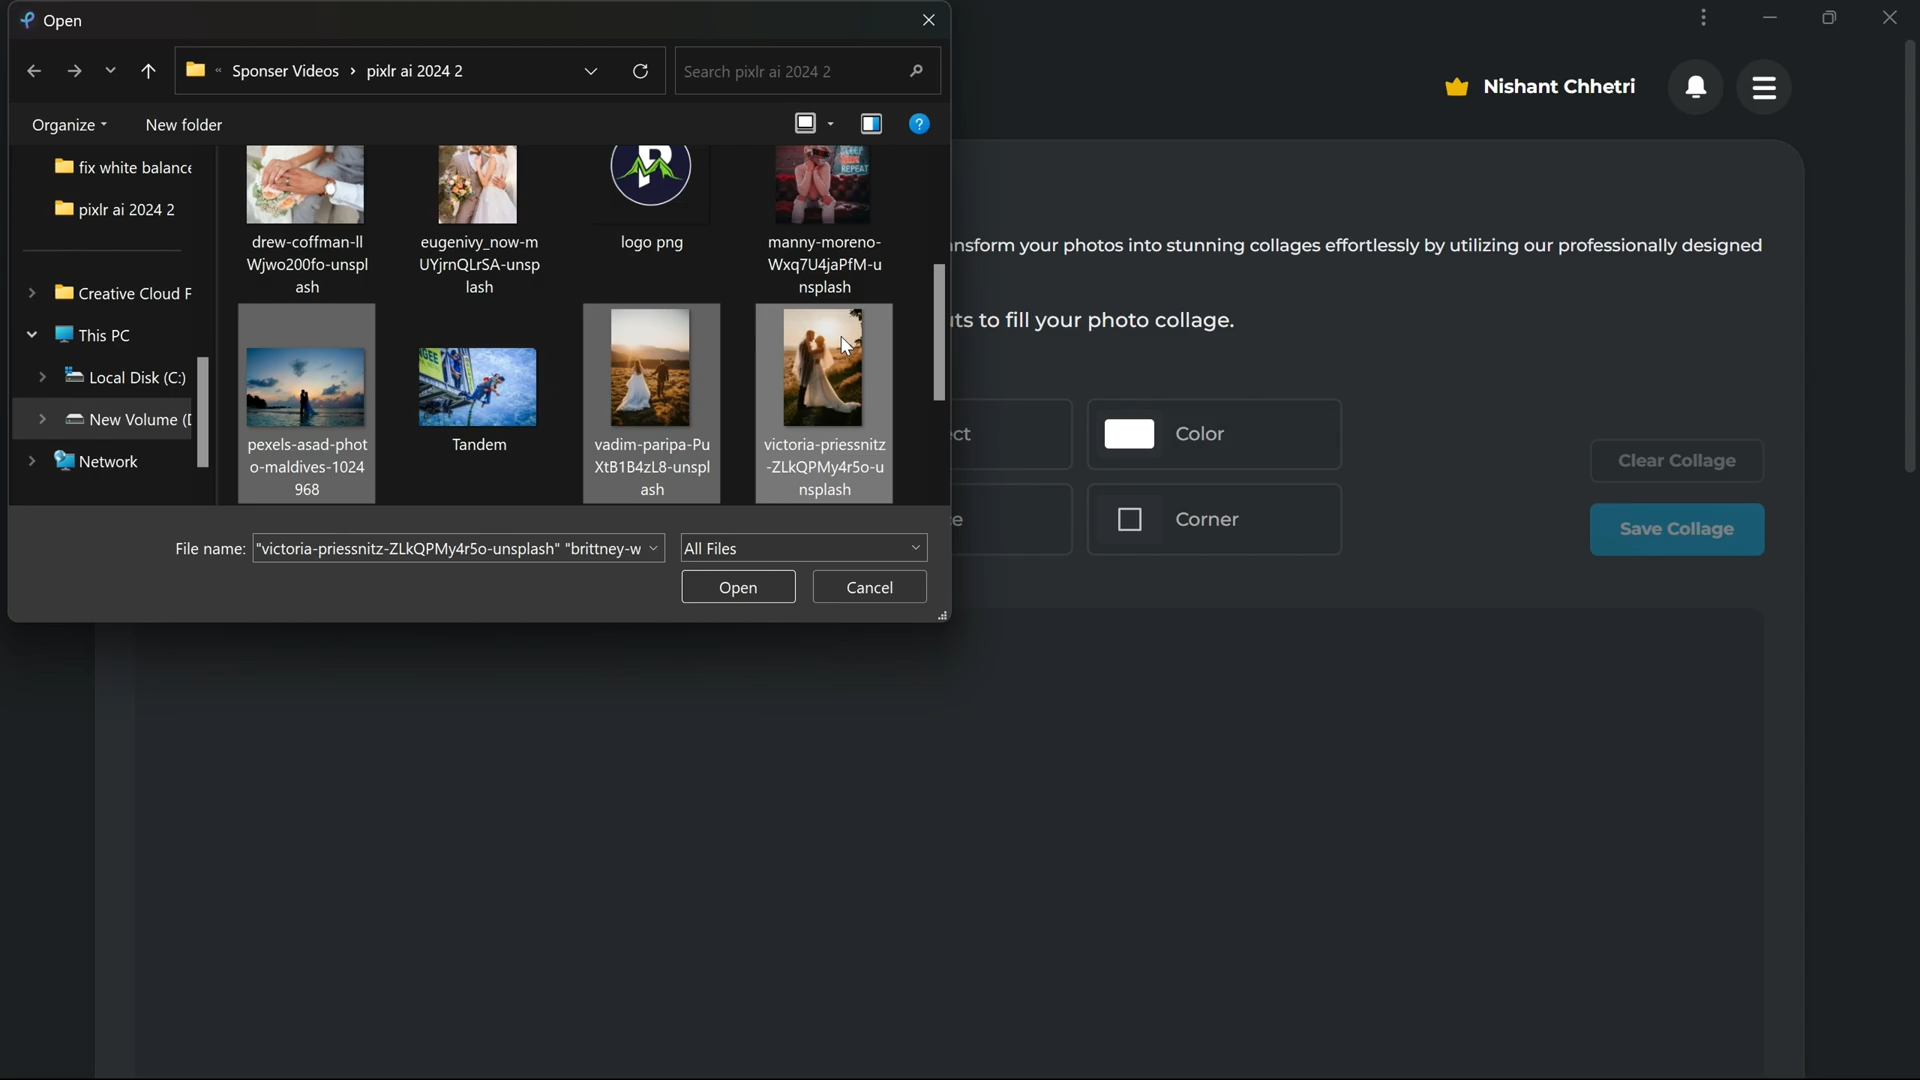 Open
Sponser Videos
pixlr ai 2024 2
Search pixlr ai 2024 2
Nishant Chhetri
Organize
New folder
fix white balance
pixlr ai 2024 2
Creative Cloud F
This PC
Local Disk (C:)
New Volume (D
Network
drew-coffman-ll
Wjwo200fo-unspl
ash
eugenivy_now-m
UYjrnQLrSA-unsp
lash
logo png
manny-moreno-
Wxq7U4jaPfM-u
nsplash
pexels-asad-phot
o-maldives-1024
968
Tandem
vadim-paripa-Pu
XtB1B4zL8-unspl
ash
victoria-priessnitz
-ZLkQPMy4r5o-u
nsplash
REPEAT
File name:
"victoria-priessnitz-ZLkQPMy4r5o-unsplash" "brittney-w
All Files
Open
Cancel
nsform your photos into stunning collages effortlessly by utilizing our professionally designed
ts to fill your photo collage.
ct
Color
e
Corner
Clear Collage
Save Collage